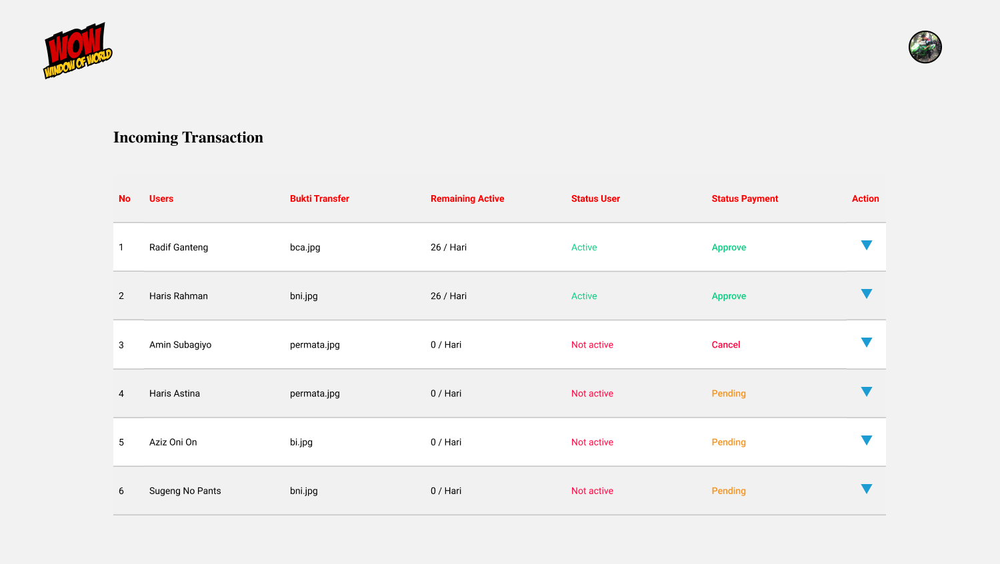 WOW
WINDOW OF WORLD
Incoming Transaction
No Users Bukti Transfer Remaining Active Status User Status Payment Action
1 Radif Ganteng bca.jpg 26 / Hari Active Approve
2 Haris Rahman bni.jpg 26 / Hari Active Approve
3 Amin Subagiyo permata.jpg 0 / Hari Not active Cancel
4 Haris Astina permata.jpg 0 / Hari Not active Pending
5 Aziz Oni On bi.jpg 0 / Hari Not active Pending
6 Sugeng No Pants bni.jpg 0 / Hari Not active Pending